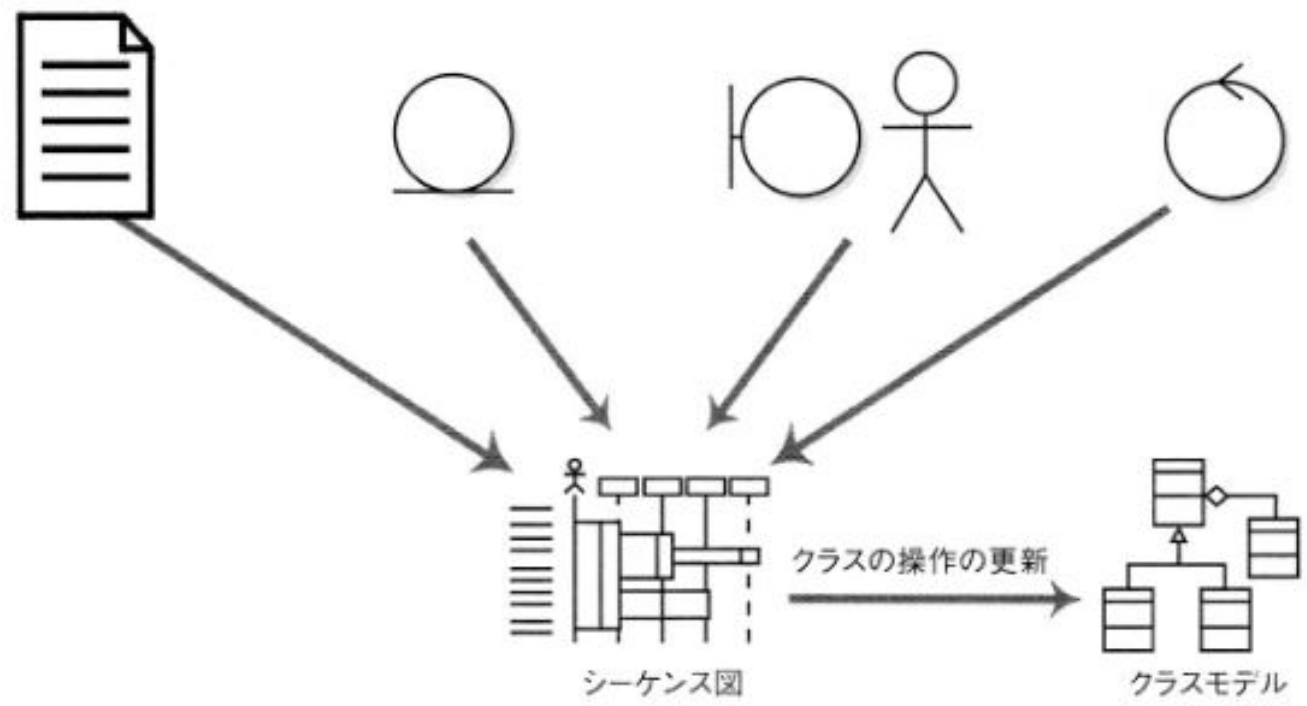 クラスの操作の更新
シーケンス図
クラスモデル